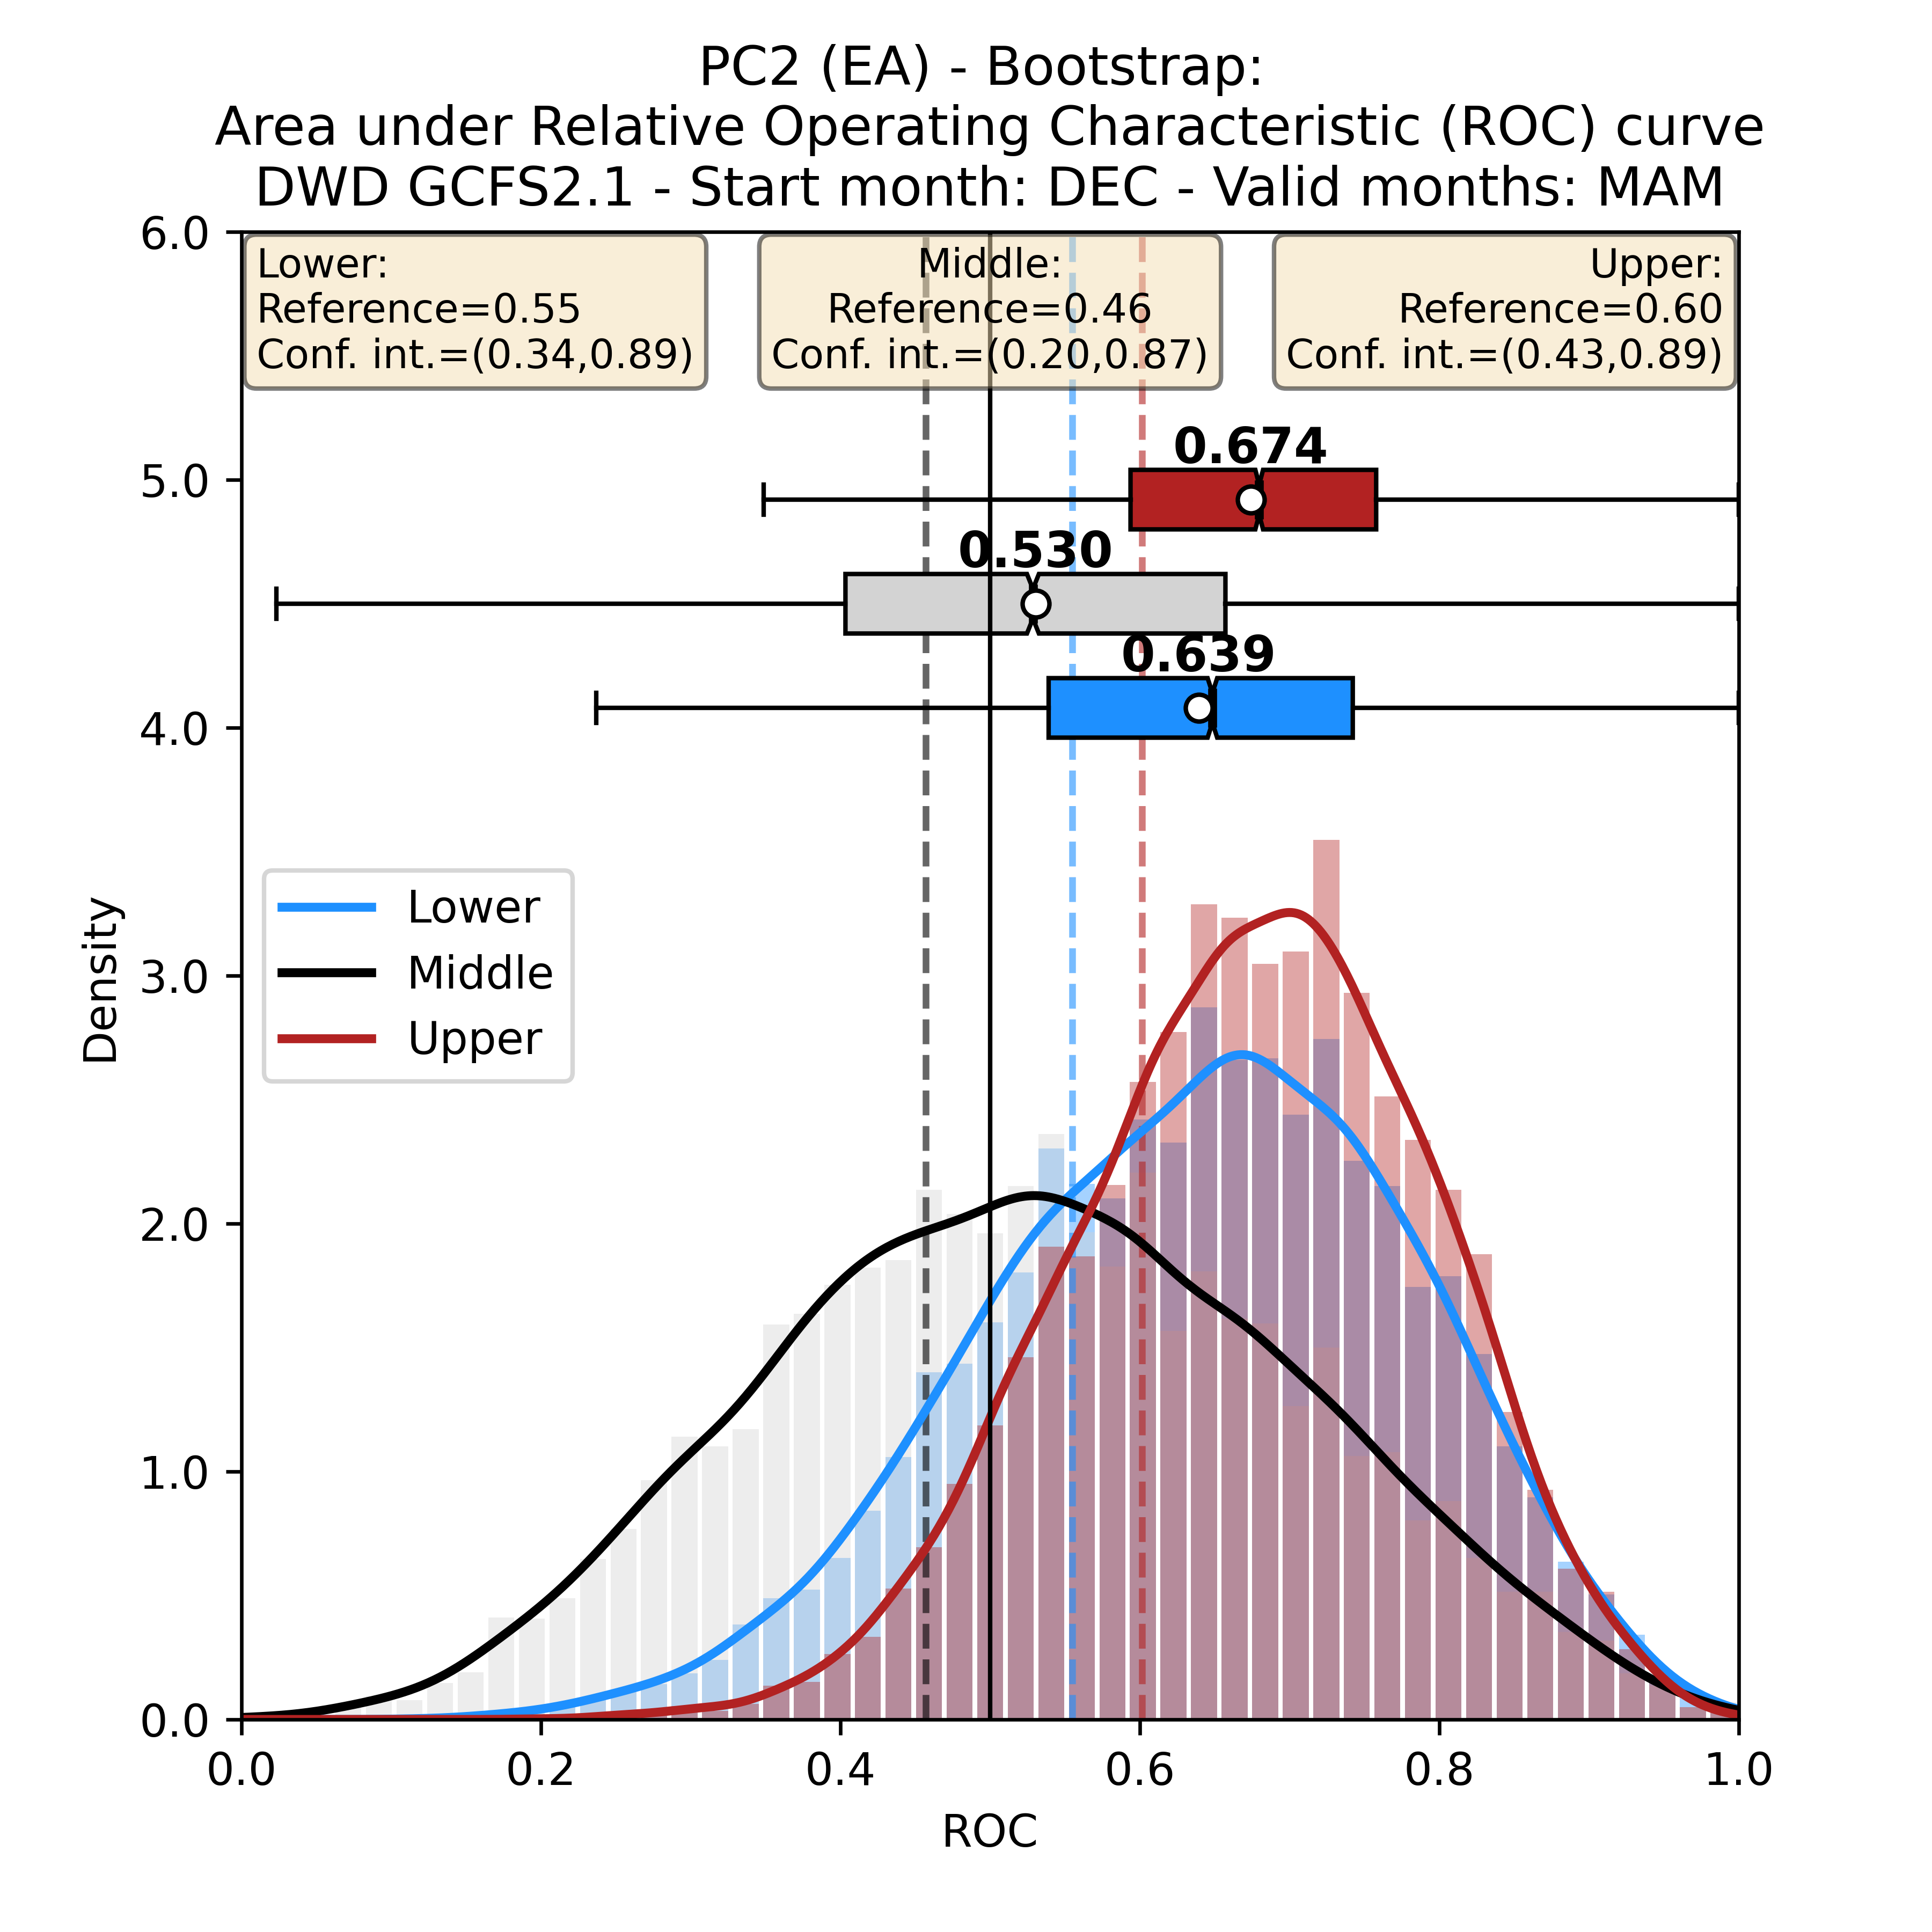 PC2 (EA) - Bootstrap:
Area under Relative Operating Characteristic (ROC) curve
DWD GCFS2.1 - Start month: DEC - Valid months: MAM
Lower:
Reference=0.55
Conf. int.=(0.34,0.89)
Middle:
Reference=0.46
Conf. int.=(0.20,0.87)
Upper:
Reference=0.60
Conf. int.=(0.43,0.89)
0.674
0.530
0.639
Lower
Middle
Upper
Density
6.0
5.0
4.0
3.0
2.0
1.0
0.0
0.0 0.2 0.4 0.6 0.8 1.0
ROC